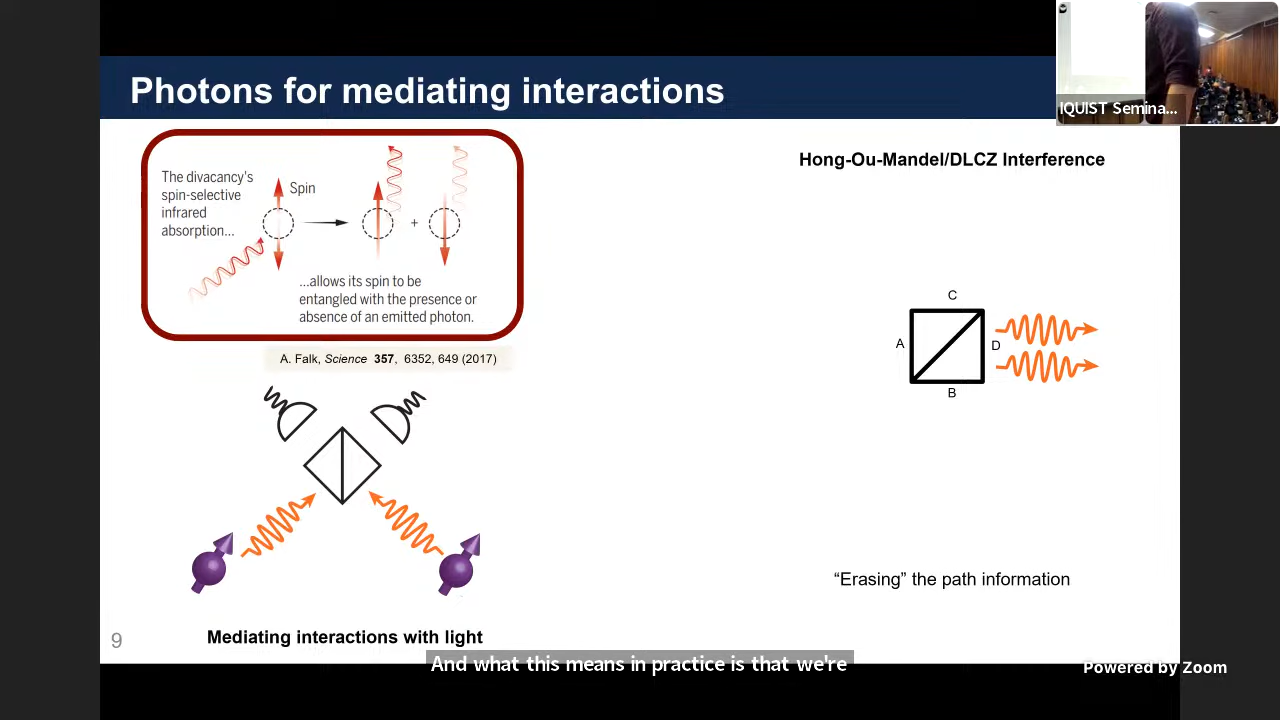 Photons for mediating interactions
IQUIST Semina...
The divacancy's
spin-selective
infrared
absorption...
Spin
+
...allows its spin to be
entangled with the presence or
absence of an emitted photon.
A. Falk, Science 357, 6352, 649 (2017)
Mediating interactions with light
Hong-Ou-Mandel/DLCZ Interference
C
A
D
B
“Erasing” the path information
9
And what this means in practice is that we're
Powered by Zoom